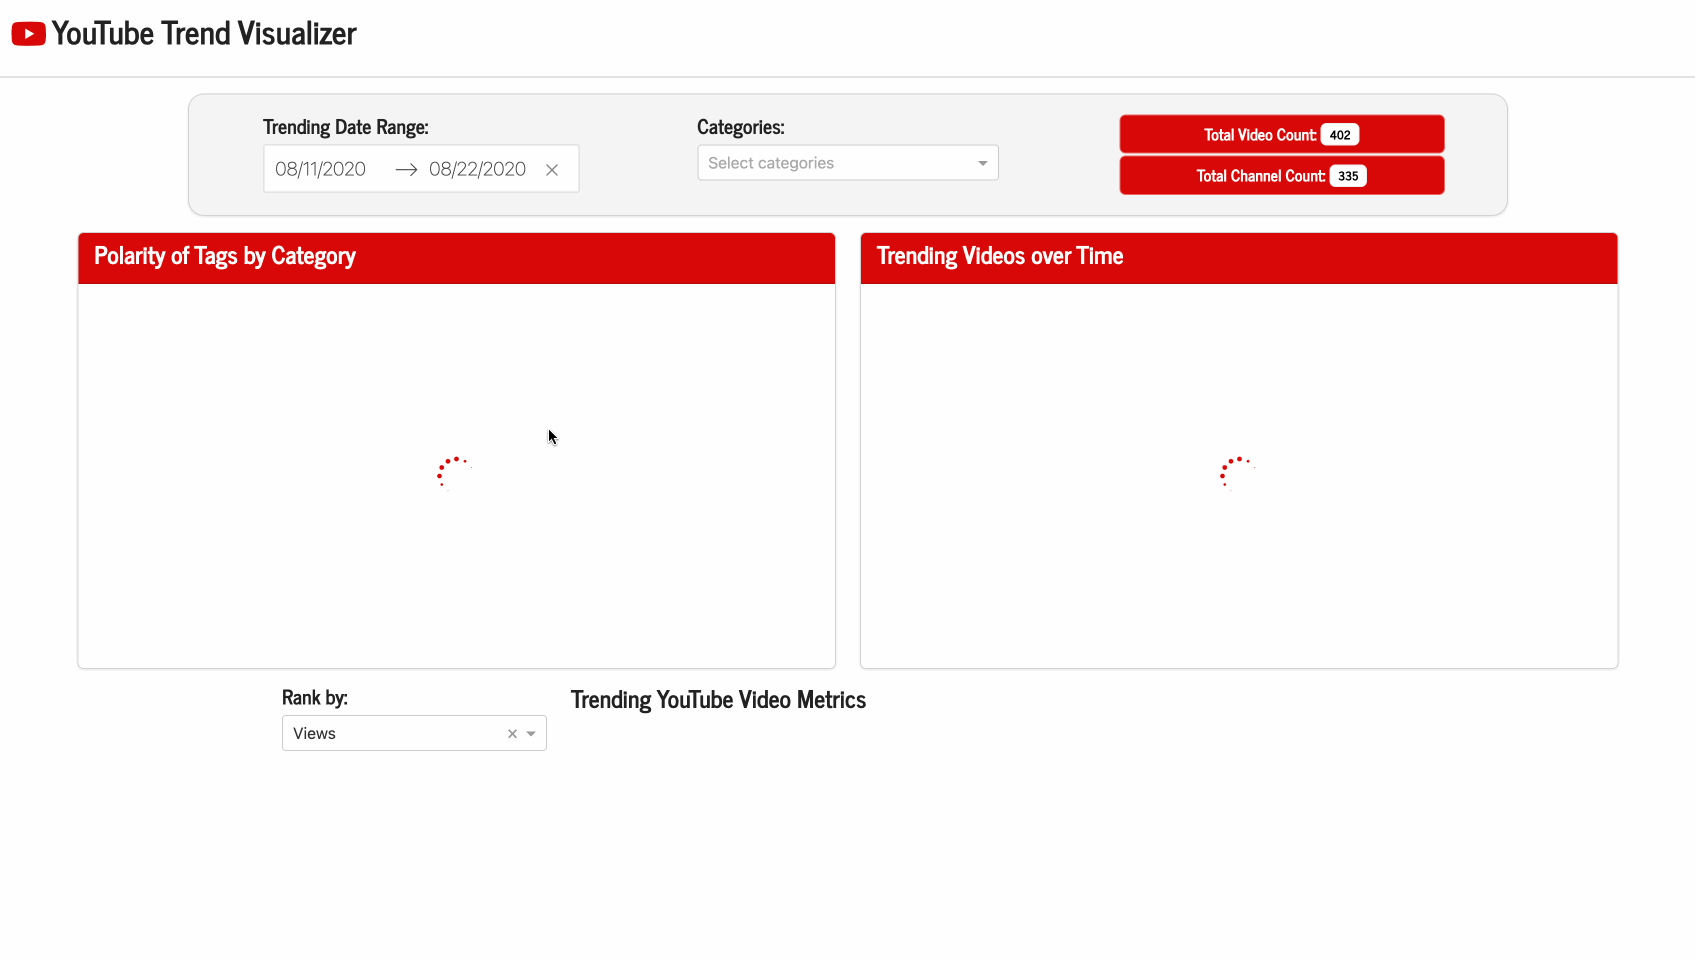 YouTube Trend Visualizer
Trending Date Range:
08/11/2020 → 08/22/2020 ×
Categories:
Select categories
Total Video Count: 402
Total Channel Count: 335
Polarity of Tags by Category
Trending Videos over Time
Rank by:
Views ×
Trending YouTube Video Metrics